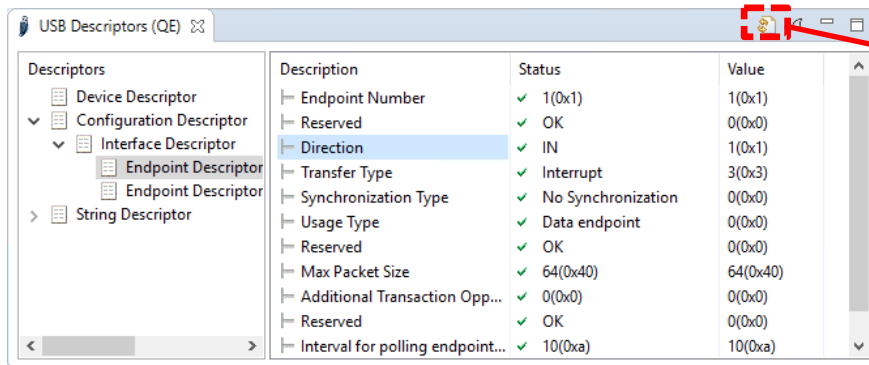 USB Descriptors (QE)
Descriptors
Device Descriptor
Configuration Descriptor
Interface Descriptor
Endpoint Descriptor
Endpoint Descriptor
String Descriptor
Description Status Value
Endpoint Number 1(0x1) 1(0x1)
Reserved OK 0(0x0)
Direction IN 1(0x1)
Transfer Type Interrupt 3(0x3)
Synchronization Type No Synchronization 0(0x0)
Usage Type Data endpoint 0(0x0)
Reserved OK 0(0x0)
Max Packet Size 64(0x40) 64(0x40)
Additional Transaction Opp... 0(0x0) 0(0x0)
Reserved OK 0(0x0)
Interval for polling endpoint... 10(0xa) 10(0xa)